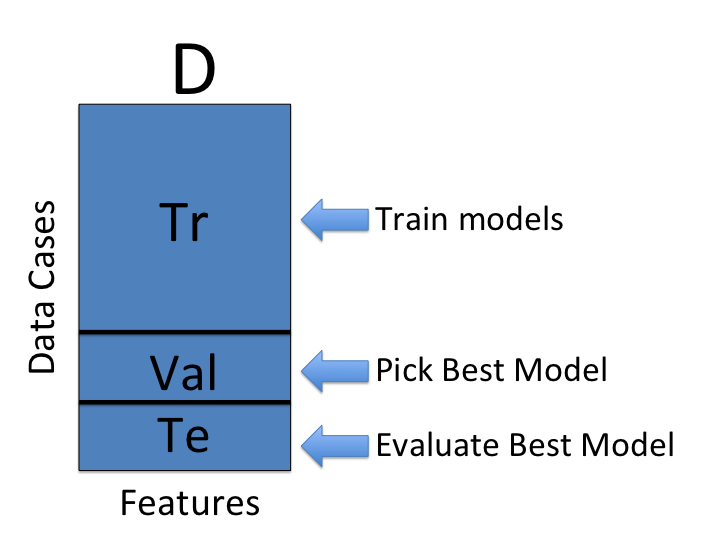 D
Data Cases
Tr
Train models
Val
Pick Best Model
Te
Evaluate Best Model
Features